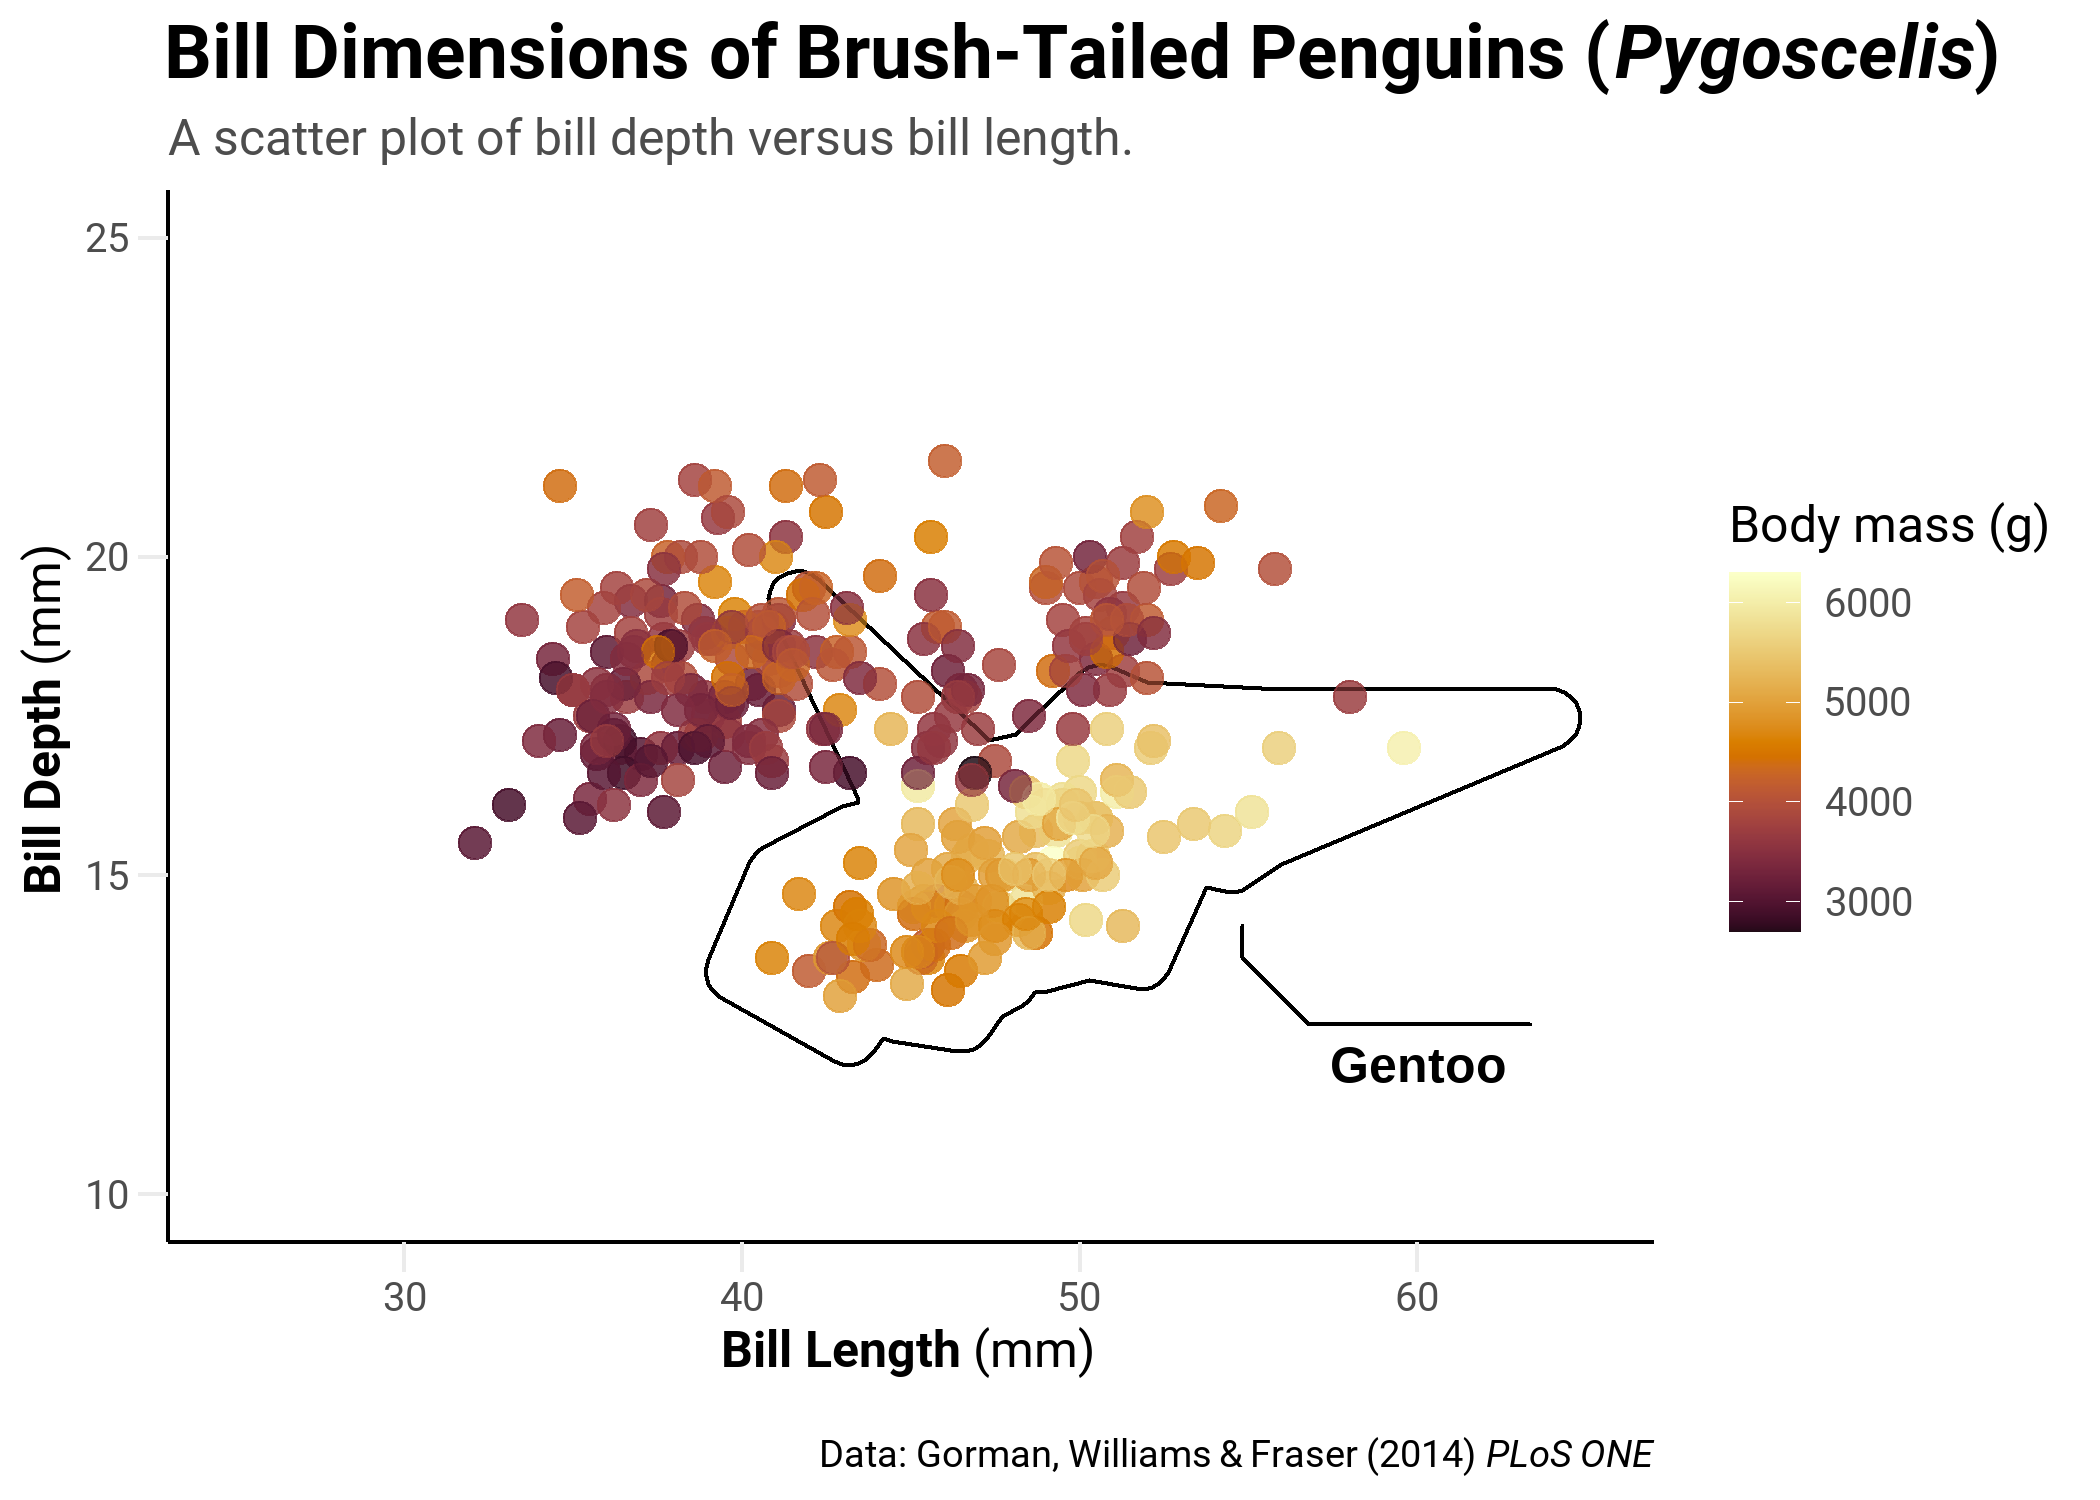 Bill Dimensions of Brush-Tailed Penguins (Pygoscelis)
A scatter plot of bill depth versus bill length.
Bill Depth (mm)
25
20
15
10
Gentoo
30 40 50 60
Bill Length (mm)
Body mass (g)
6000
5000
4000
3000
Data: Gorman, Williams & Fraser (2014) PLoS ONE